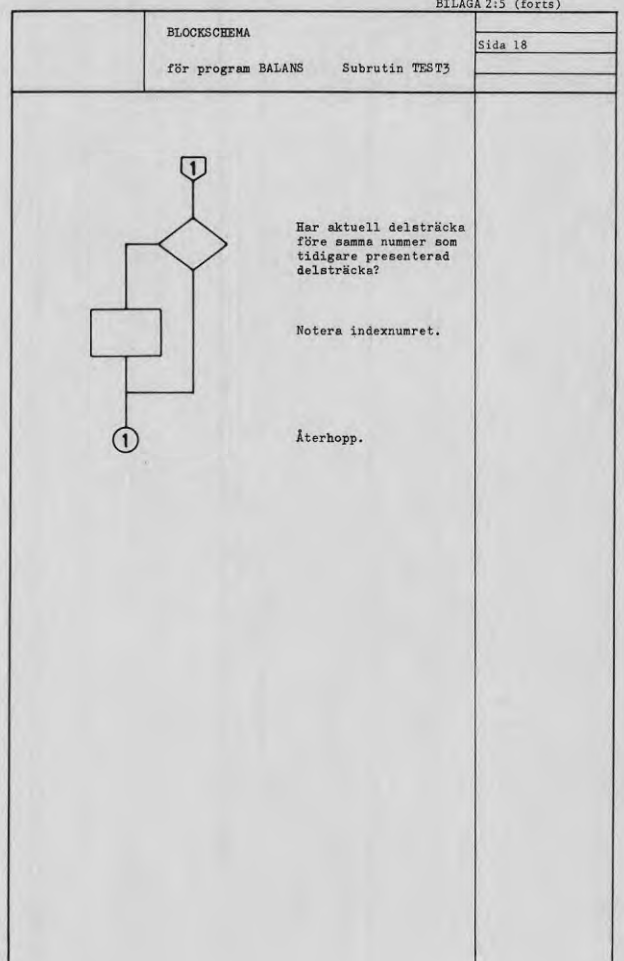 BILAGA 2:5 (forts)
BLOCKSCHEMA
Sida 18
för program BALANS Subrutin TEST3
1
Har aktuell delsträcka
före samma nummer som
tidigare presenterad
delsträcka?
Notera indexnumret.
1
Återhopp.